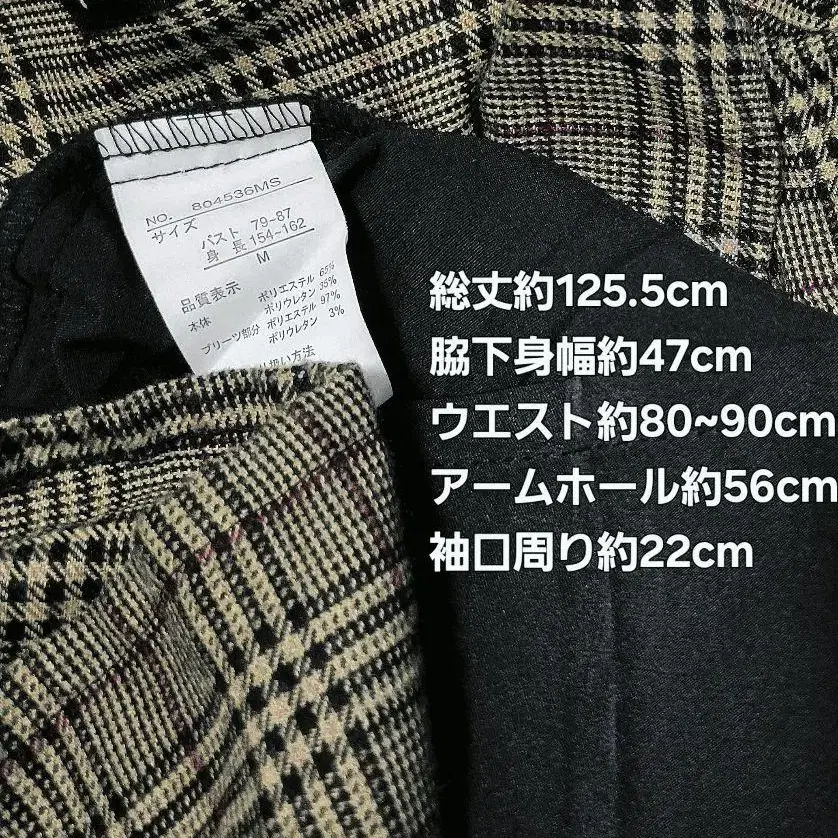 NO. 804536MS
サイズ
バスト 79-87
身 長 154~162
M
品質表示
本体 ポリエステル 65%
ポリウレタン 35%
プリーツ部分 ポリエステル 97%
ポリウレタン 3%
扱い方法
総丈約125.5cm
脇下身幅約47cm
ウエスト約80~90cm
アームホール約56cm
袖口周り約22cm